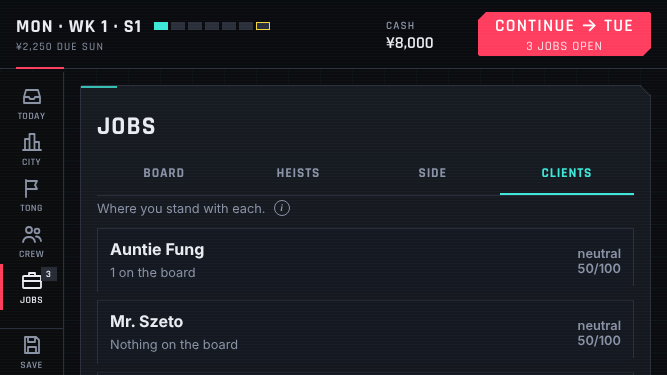 MON · WK 1 · S1
¥2,250 DUE SUN
CASH
¥8,000
CONTINUE → TUE
3 JOBS OPEN
TODAY
CITY
TONG
CREW
3
JOBS
SAVE
JOBS
BOARD
HEISTS
SIDE
CLIENTS
Where you stand with each. i
Auntie Fung
1 on the board
neutral
50/100
Mr. Szeto
Nothing on the board
neutral
50/100